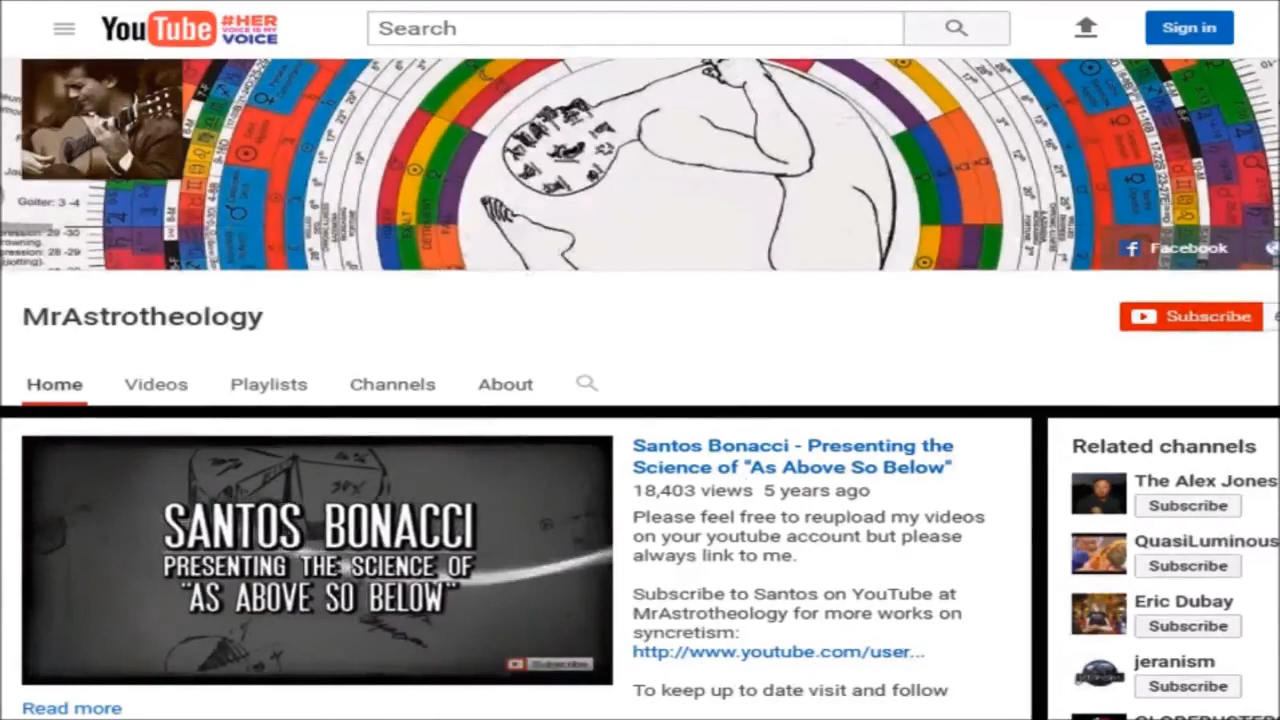 YouTube #HER VOICE IS MY VOICE
Search
Sign in
Goiter: 3 -4
Facebook
MrAstrotheology
Subscribe
Home Videos Playlists Channels About
SANTOS BONACCI
PRESENTING THE SCIENCE OF
"AS ABOVE SO BELOW"
Subscribe
Read more
Santos Bonacci - Presenting the
Science of "As Above So Below"
18,403 views 5 years ago
Please feel free to reupload my videos
on your youtube account but please
always link to me.
Subscribe to Santos on YouTube at
MrAstrotheology for more works on
syncretism:
http://www.youtube.com/user...
To keep up to date visit and follow
Related channels
The Alex Jones
Subscribe
QuasiLuminous
Subscribe
Eric Dubay
Subscribe
jeranism
Subscribe